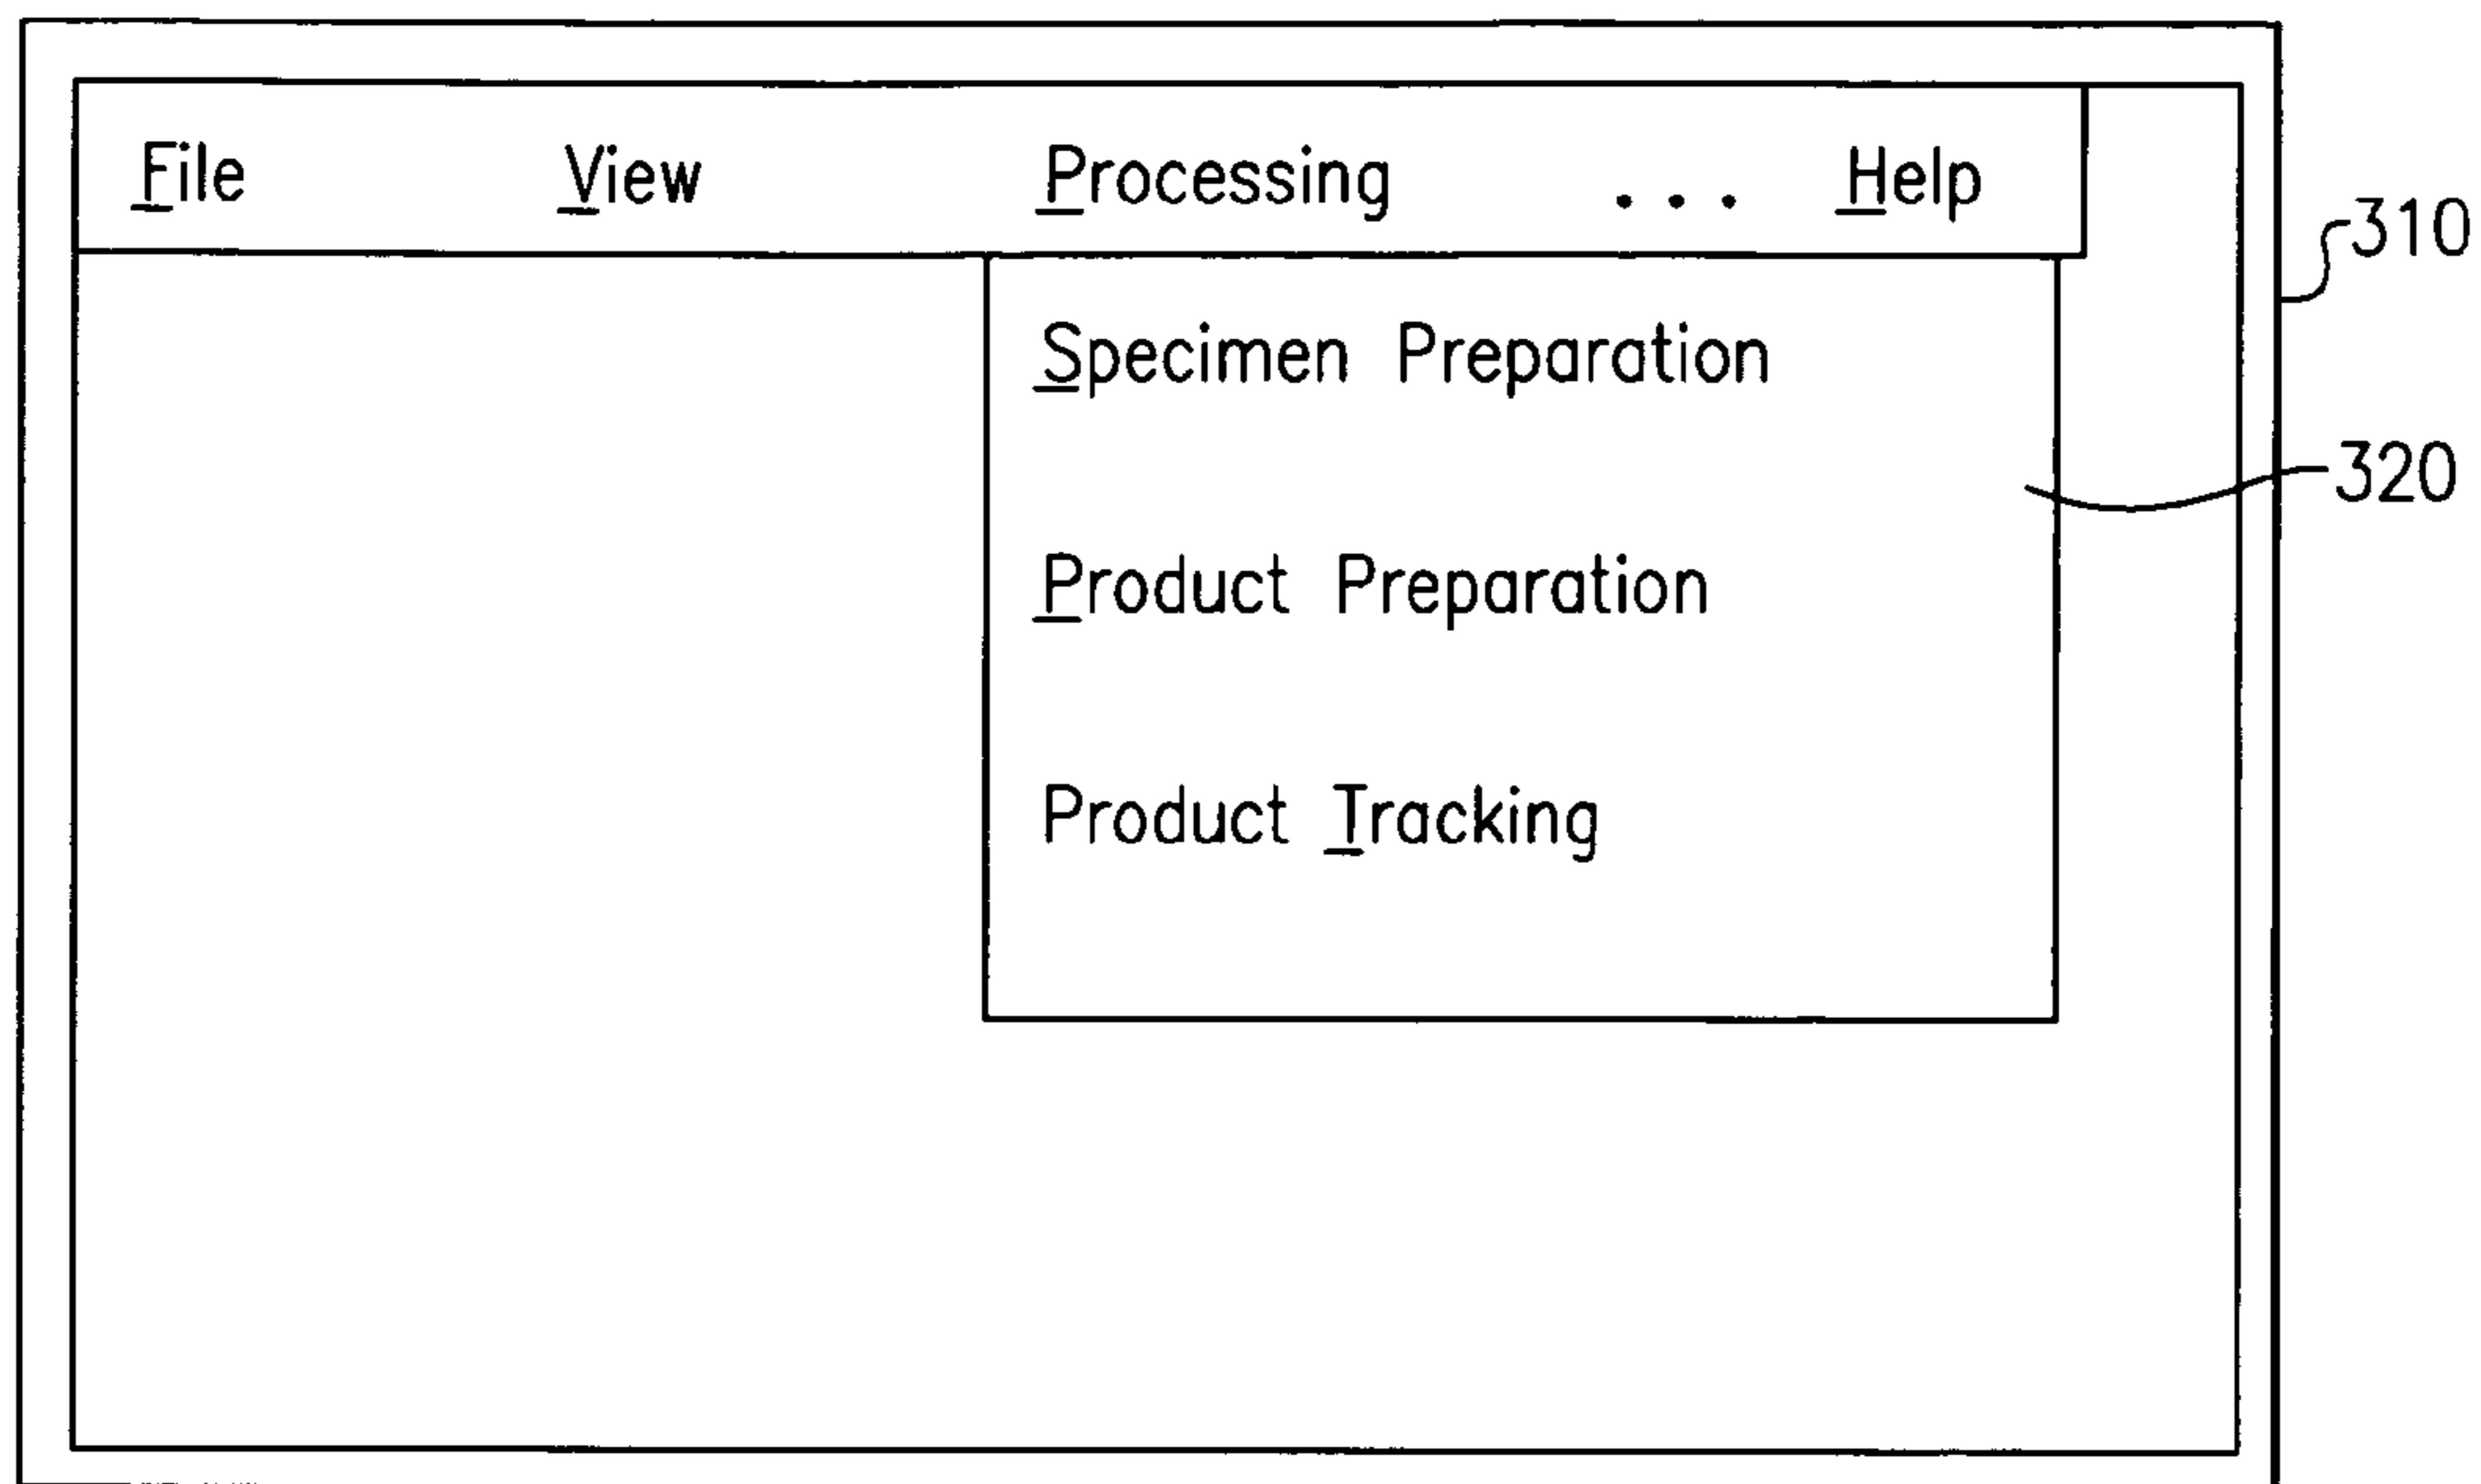 File View Processing ... Help
310
Specimen Preparation
320
Product Preparation
Product Tracking